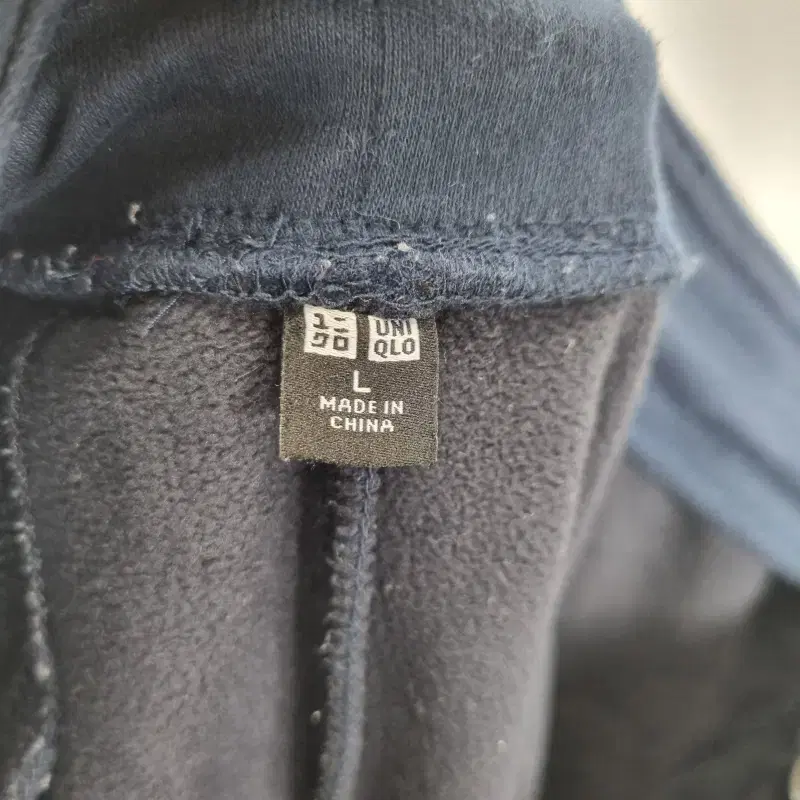 ユニ UNI
クロ QLO
L
MADE IN
CHINA